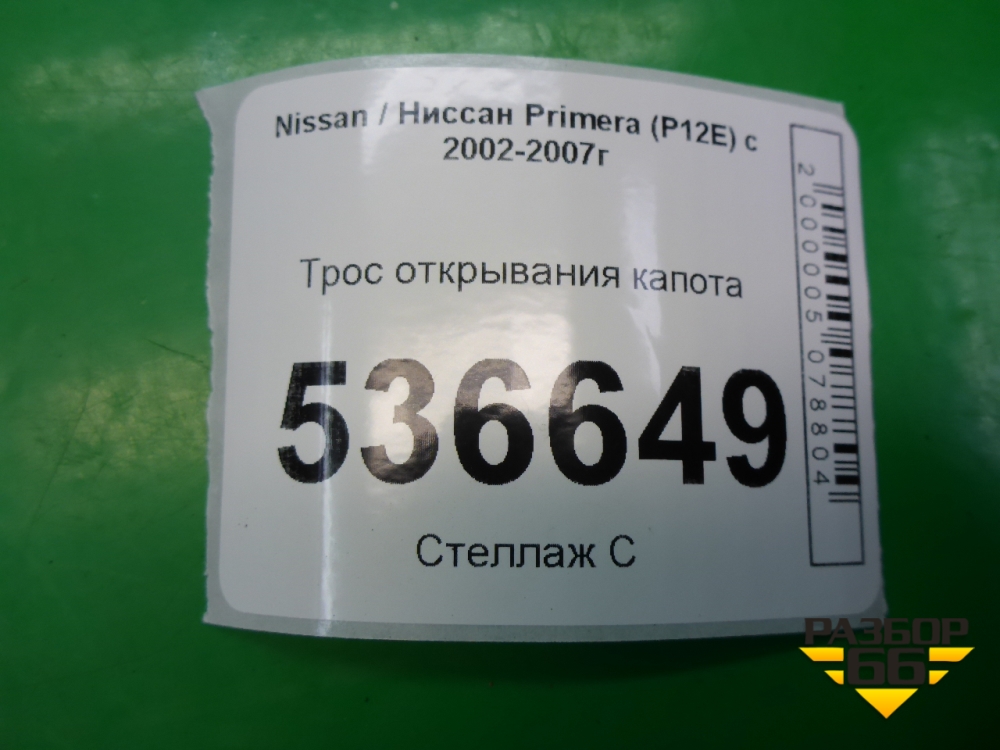 Nissan / Ниссан Primera (P12E) с
2002-2007г
Трос открывания капота
536649
Стеллаж С
2000005078804
РАЗБОР
66